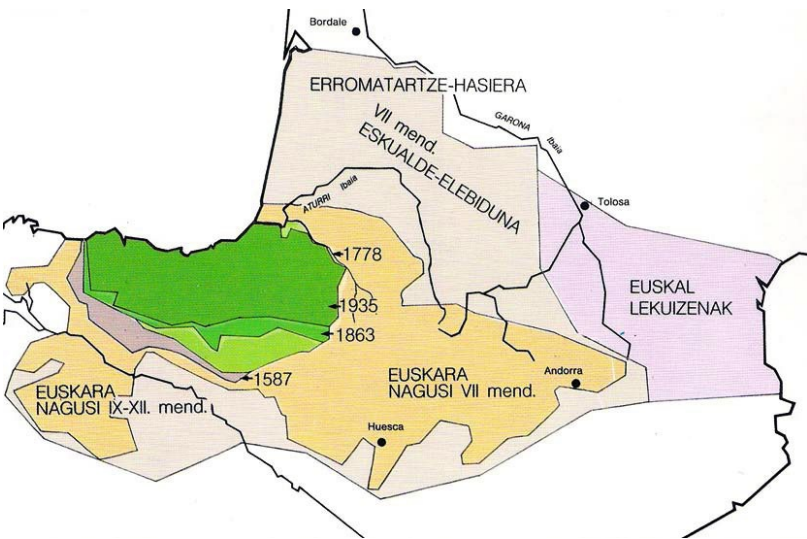 Bordale
ERROMATARTZE-HASIERA
VII mend.
ESKUALDE-ELEBIDUNA
GARONA Ibaia
ATURRI Ibaia
Tolosa
1778
1935
1863
1587
EUSKAL
LEKUIZENAK
EUSKARA
NAGUSI VII mend.
Andorra
EUSKARA
NAGUSI IX-XII. mend.
Huesca